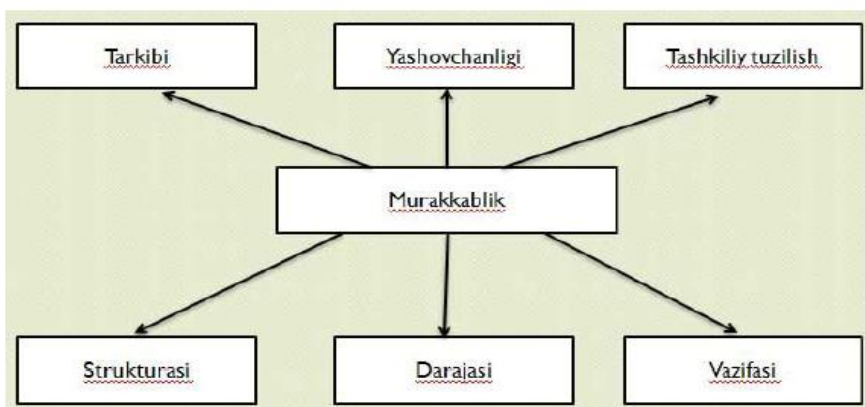 Tarkibi
Yashovchanligi
Tashkiliy tuzilish
Murakkablik
Strukturasi
Darajasi
Vazifasi